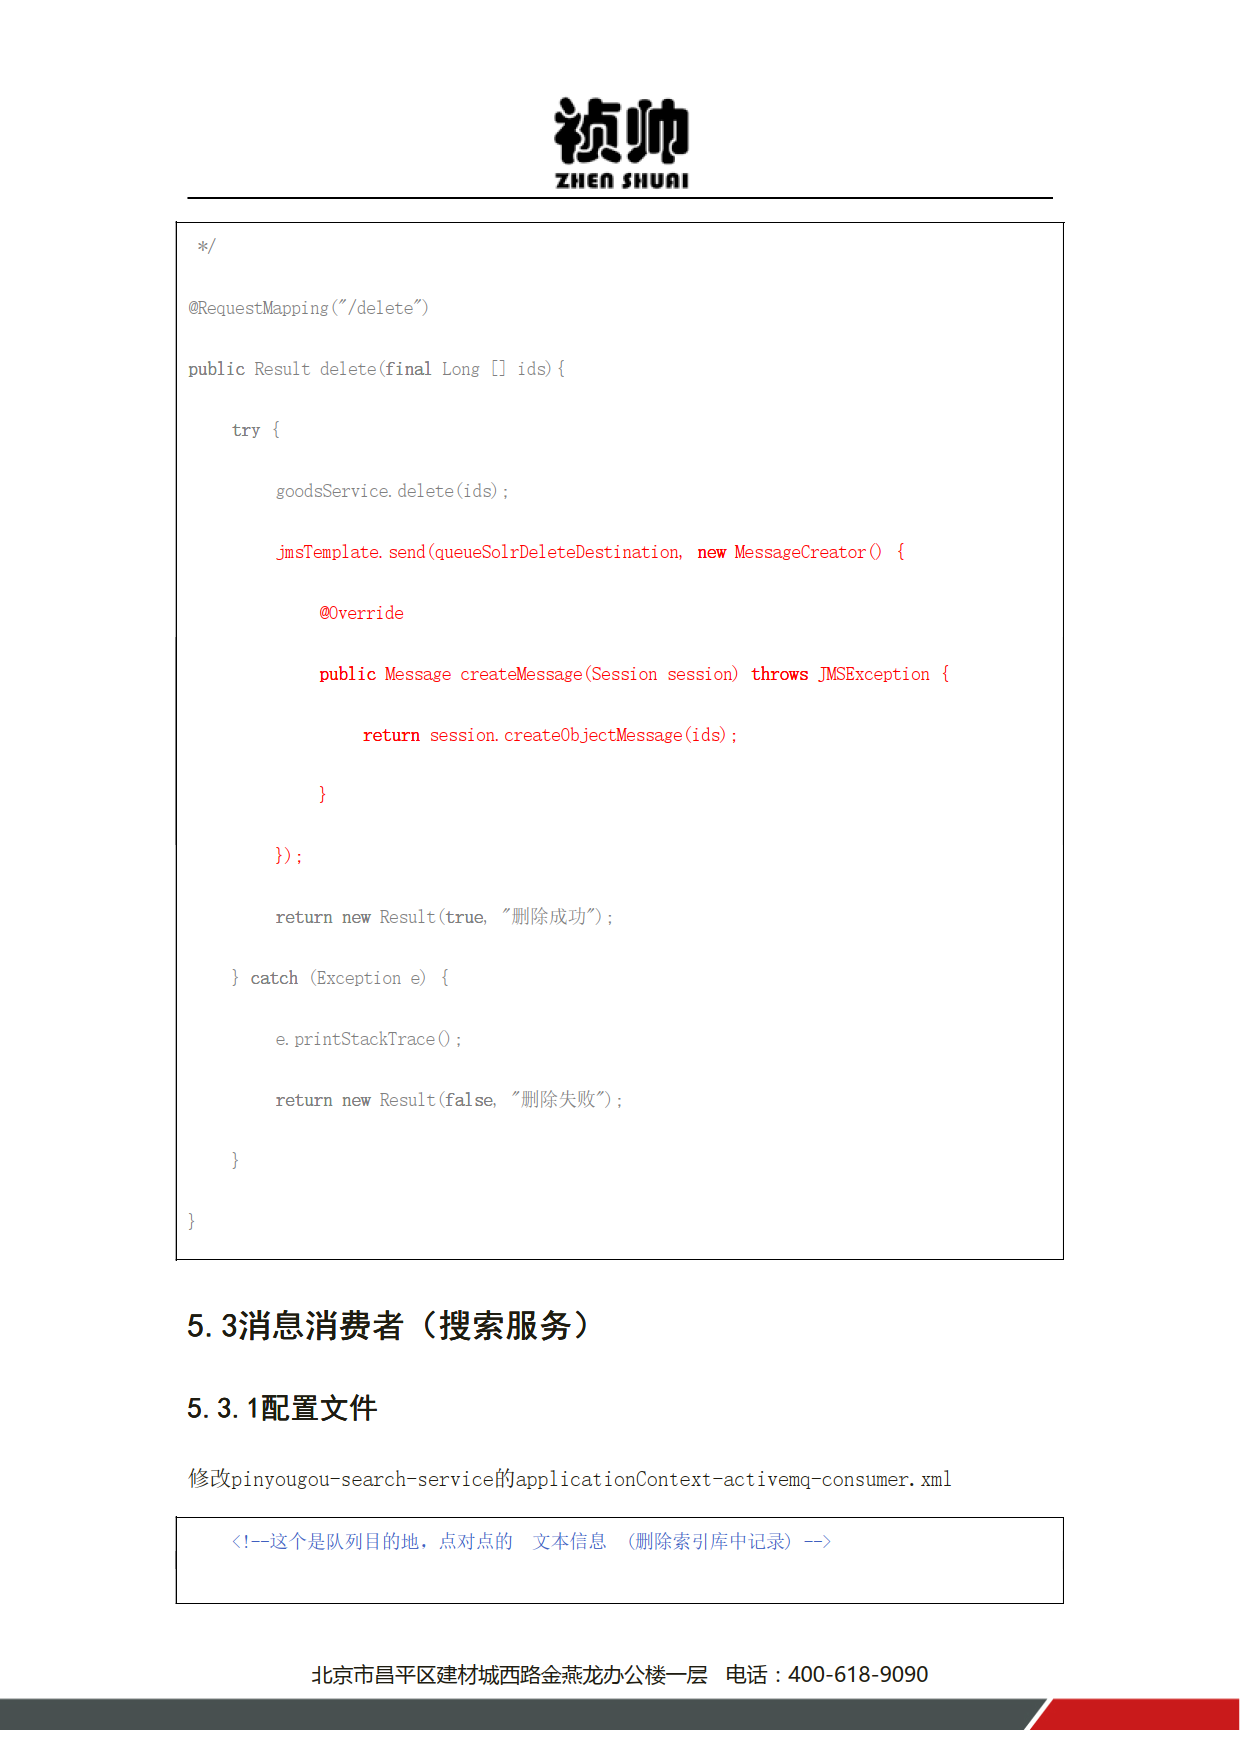 祯帅
ZHEN SHUAI
*/
@RequestMapping("/delete")
public Result delete(final Long [] ids){
try {
goodsService.delete(ids);
jmsTemplate.send(queueSolrDeleteDestination, new MessageCreator() {
@Override
public Message createMessage(Session session) throws JMSException {
return session.createObjectMessage(ids);
}
});
return new Result(true, "删除成功");
} catch (Exception e) {
e.printStackTrace();
return new Result(false, "删除失败");
}
}
5.3消息消费者（搜索服务）
5.3.1配置文件
修改pinyougou-search-service的applicationContext-activemq-consumer.xml
<!--这个是队列目的地，点对点的  文本信息  (删除索引库中记录) -->
北京市昌平区建材城西路金燕龙办公楼一层  电话：400-618-9090